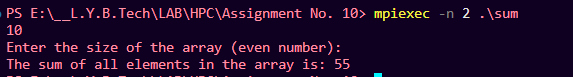 PS E:\__L.Y.B.Tech\LAB\HPC\Assignment No. 10> mpiexec -n 2 .\sum
10
Enter the size of the array (even number):
The sum of all elements in the array is: 55